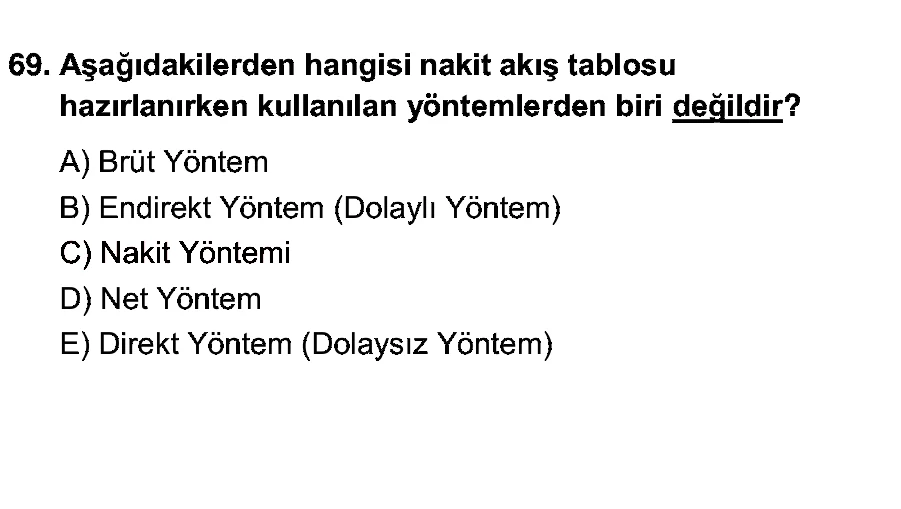 69. Aşağıdakilerden hangisi nakit akış tablosu
hazırlanırken kullanılan yöntemlerden biri değildir?
A) Brüt Yöntem
B) Endirekt Yöntem (Dolaylı Yöntem)
C) Nakit Yöntemi
D) Net Yöntem
E) Direkt Yöntem (Dolaysız Yöntem)